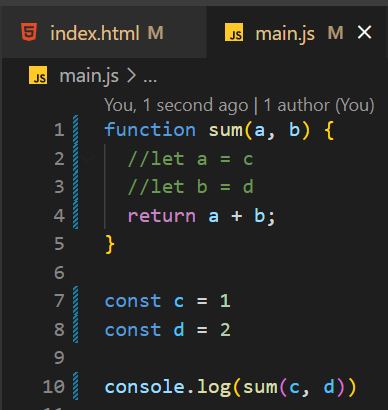 index.html M
main.js M
JS main.js > ...
You, 1 second ago | 1 author (You)
1 function sum(a, b) {
2 //let a = c
3 //let b = d
4 return a + b;
5 }
6
7 const c = 1
8 const d = 2
9
10 console.log(sum(c, d))